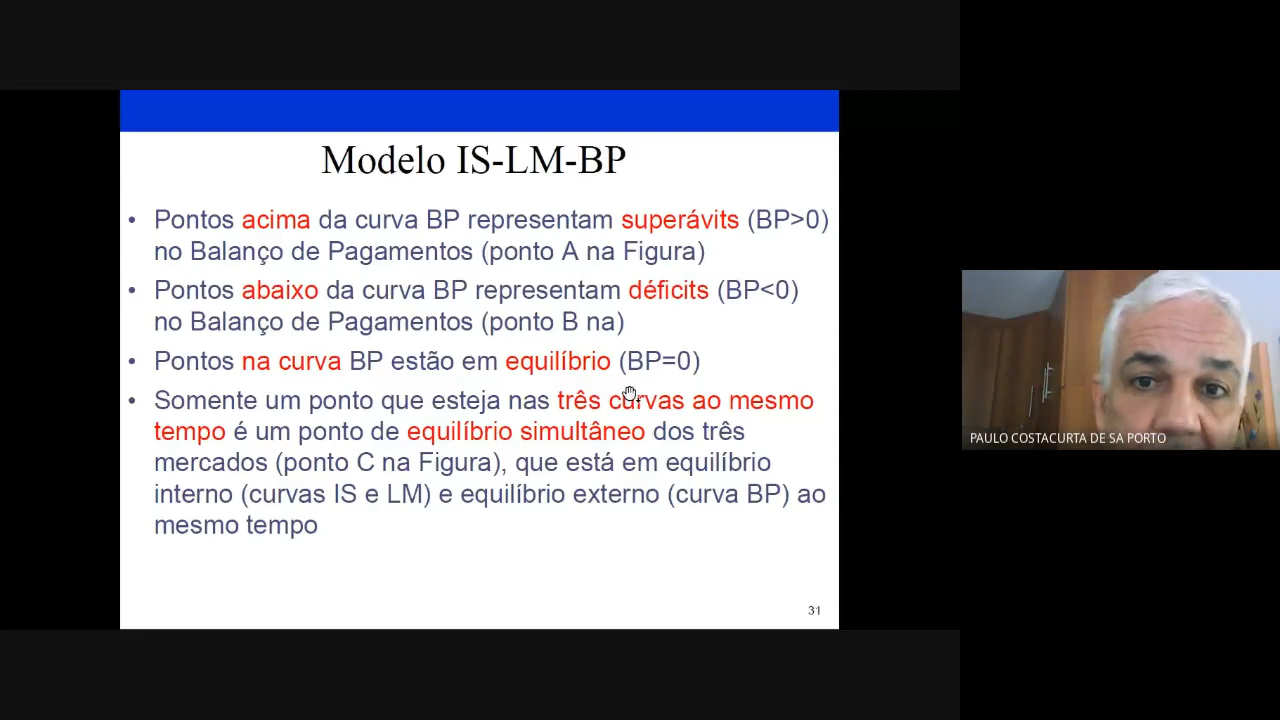 Modelo IS-LM-BP
• Pontos acima da curva BP representam superávits (BP>0)
no Balanço de Pagamentos (ponto A na Figura)
• Pontos abaixo da curva BP representam déficits (BP<0)
no Balanço de Pagamentos (ponto B na)
• Pontos na curva BP estão em equilíbrio (BP=0)
• Somente um ponto que esteja nas três curvas ao mesmo
tempo é um ponto de equilíbrio simultâneo dos três
mercados (ponto C na Figura), que está em equilíbrio
interno (curvas IS e LM) e equilíbrio externo (curva BP) ao
mesmo tempo
31
PAULO COSTACURTA DE SA PORTO